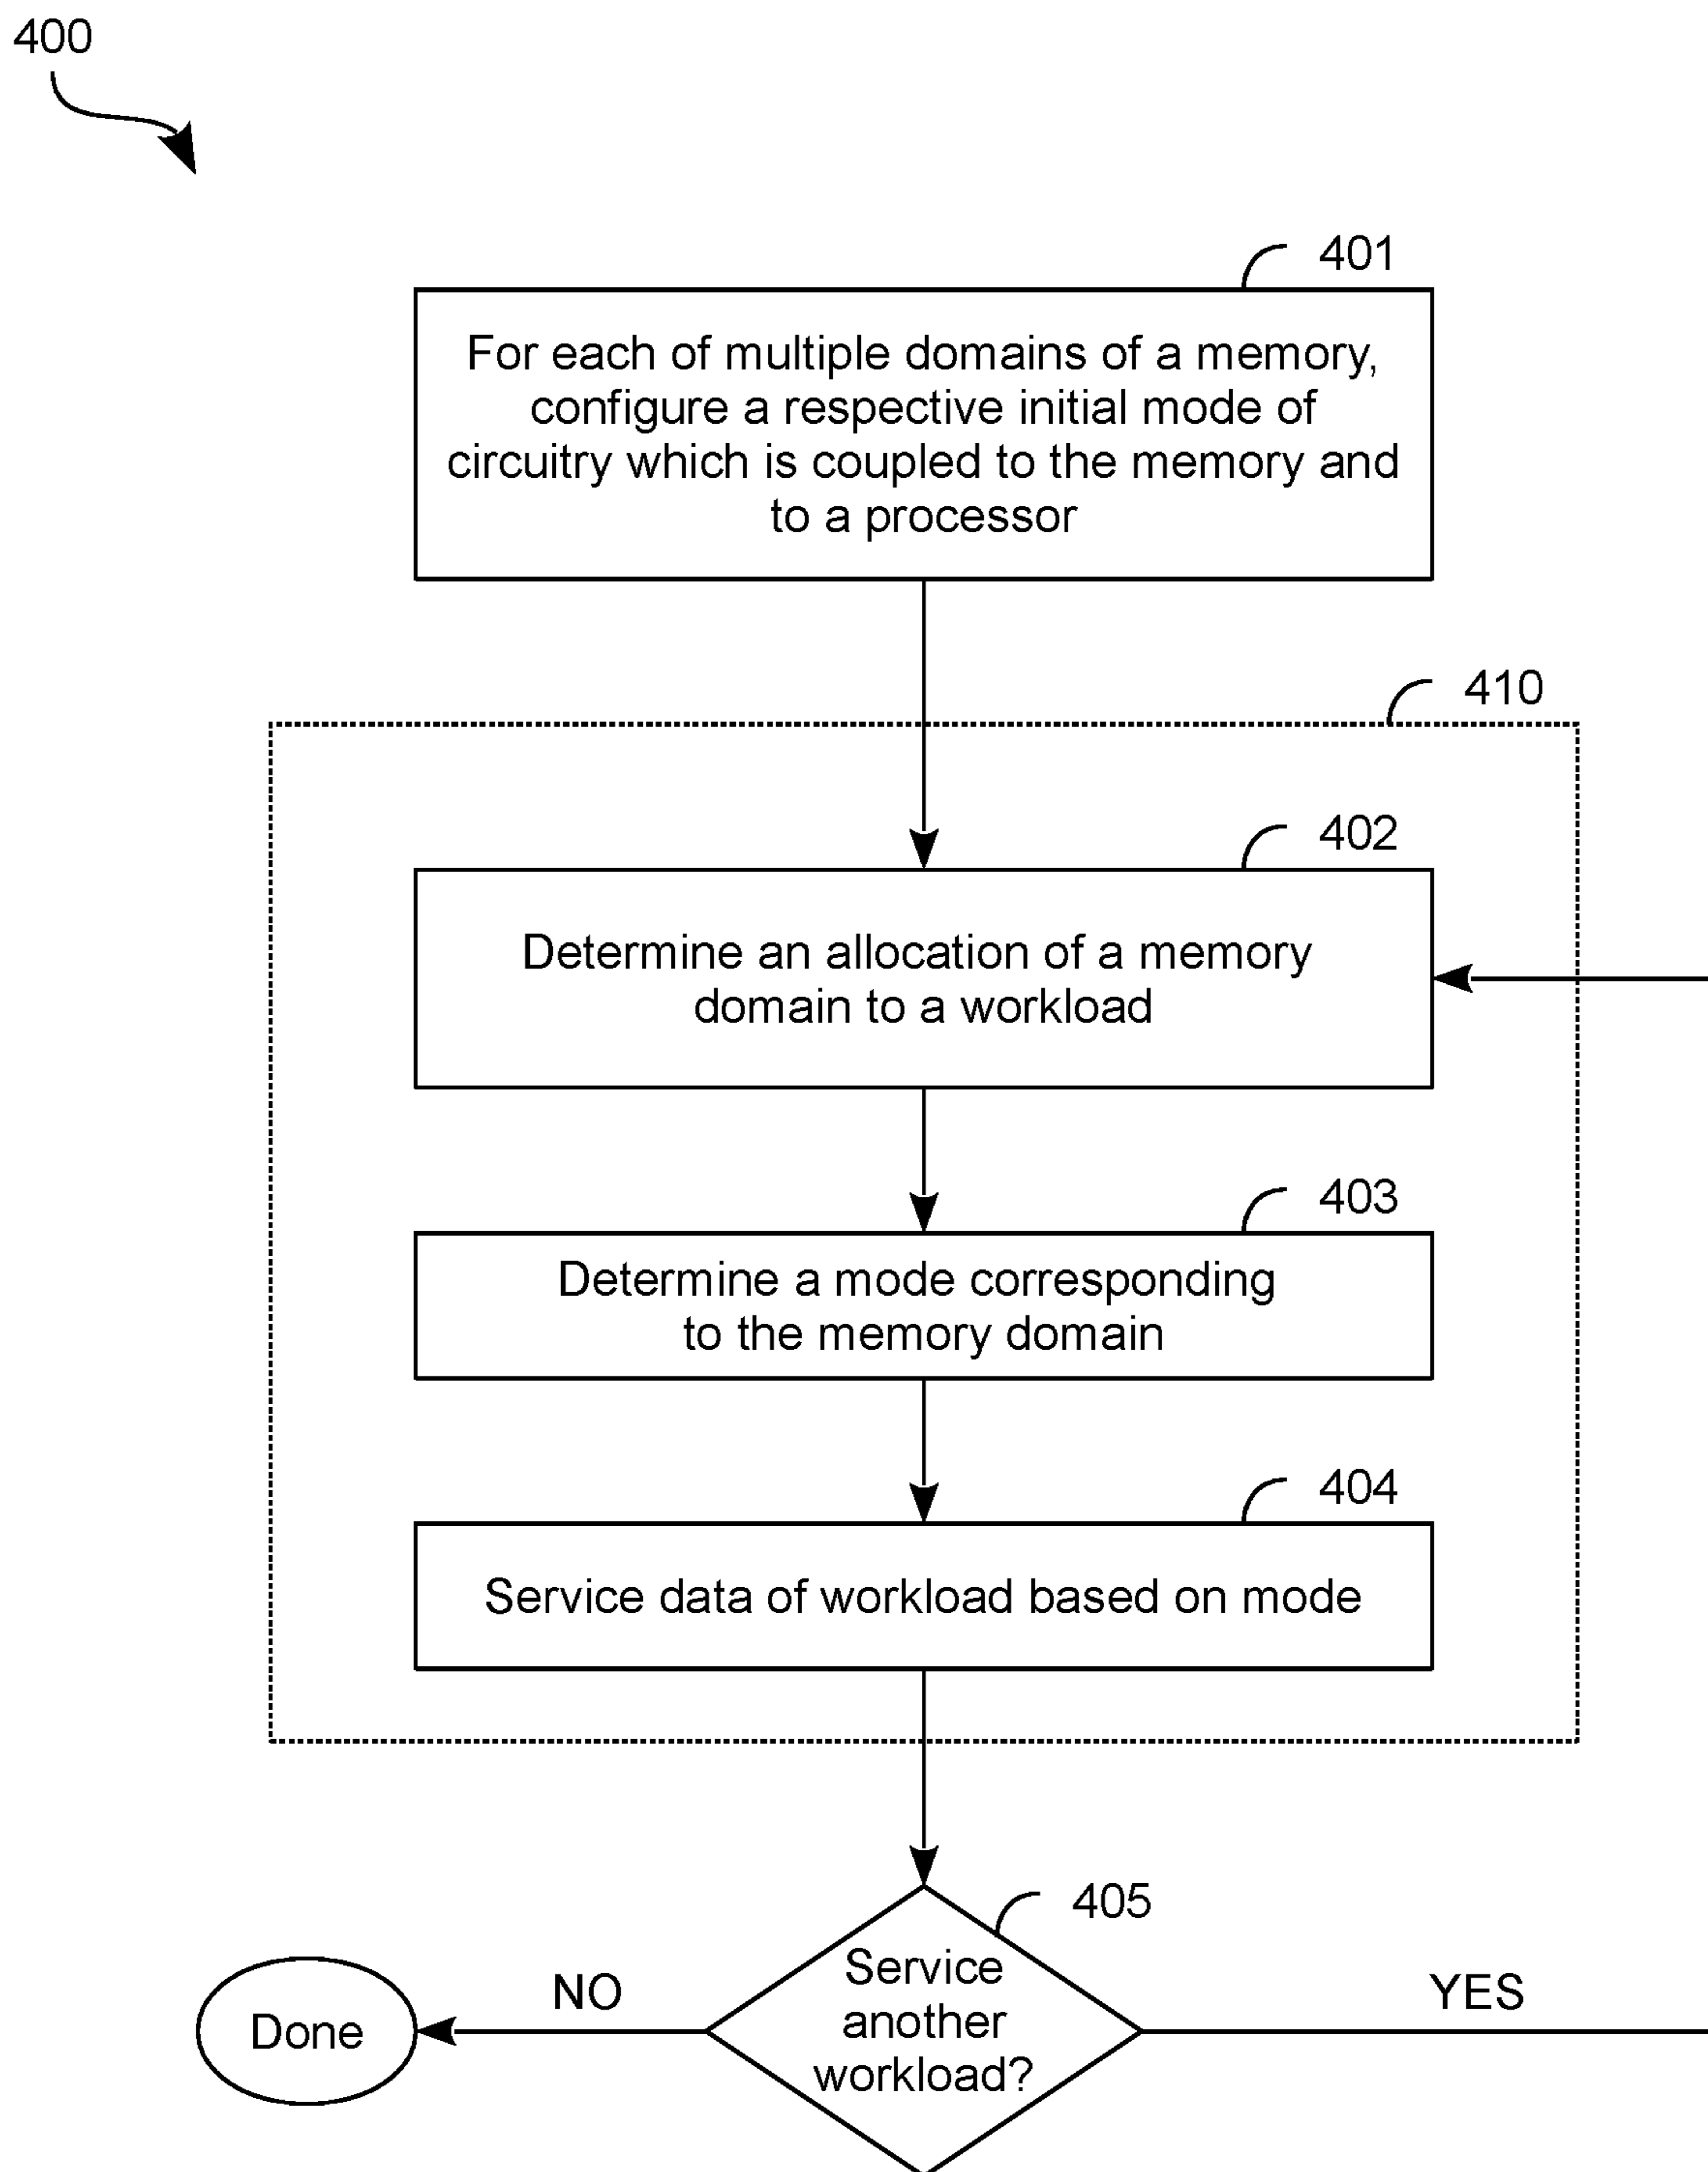 400
401
For each of multiple domains of a memory,
configure a respective initial mode of
circuitry which is coupled to the memory and
to a processor
410
402
Determine an allocation of a memory
domain to a workload
403
Determine a mode corresponding
to the memory domain
404
Service data of workload based on mode
405
Service
another
workload?
NO
YES
Done